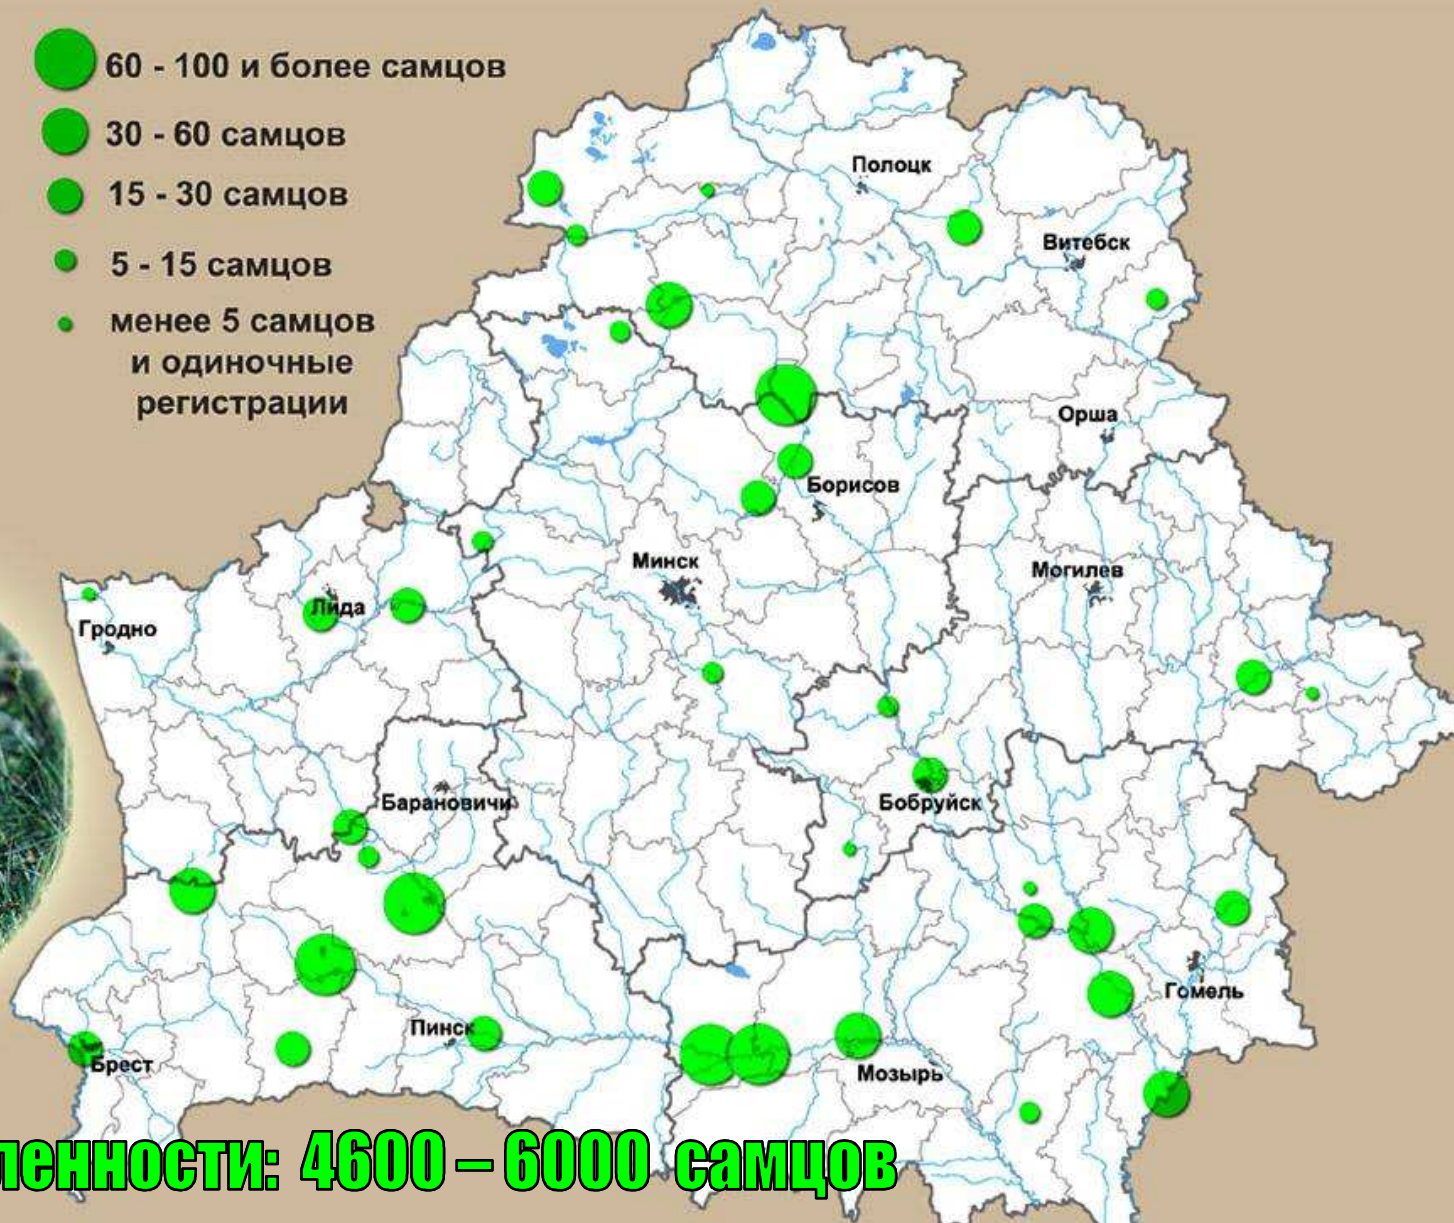 60 - 100 и более самцов
30 - 60 самцов
15 - 30 самцов
5 - 15 самцов
менее 5 самцов
и одиночные
регистрации
Полоцк
Витебск
Орша
Борисов
Минск
Могилев
Лида
Гродно
Барановичи
Бобруйск
Гомель
Пинск
Брест
Мозырь
ленности: 4600 – 6000 самцов